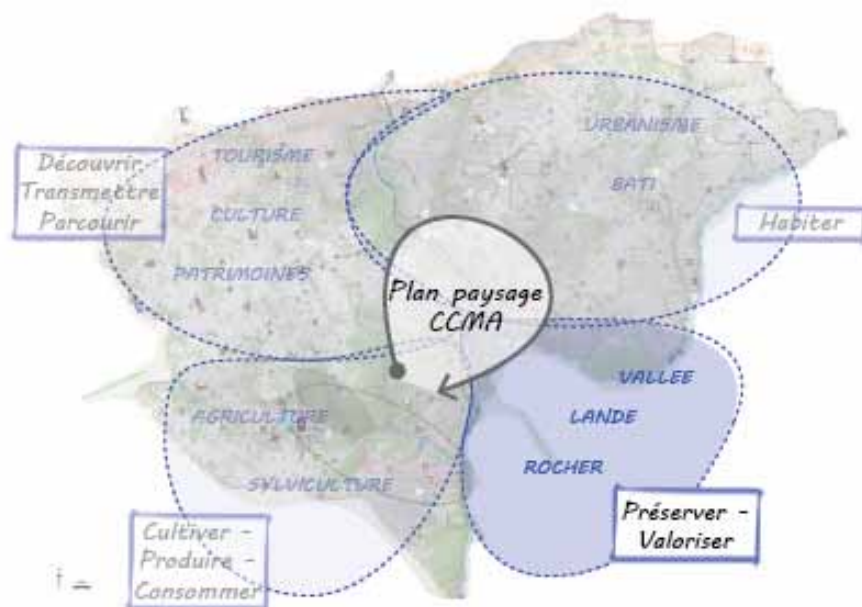 URBANISME
TOURISME
Découvrir -
Transmettre
Parcourir
BATI
CULTURE
Habiter
PATRIMOINES
Plan paysage
CCMA
VALLEE
AGRICULTURE
LANDE
ROCHER
SYLVICULTURE
Préserver -
Valoriser
Cultiver -
Produire -
Consommer